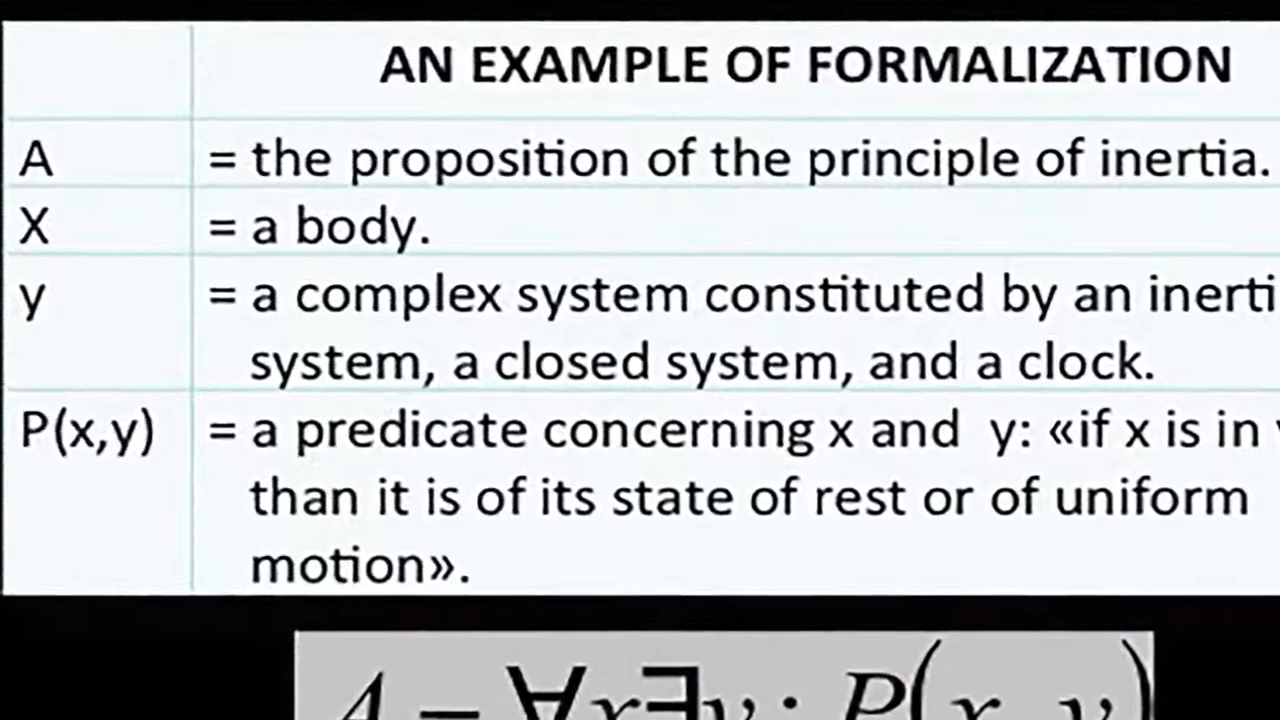 AN EXAMPLE OF FORMALIZATION
A = the proposition of the principle of inertia.
X = a body.
y = a complex system constituted by an
system, a closed system, and a clock.
P(x,y) = a predicate concerning x and y: «if x is in
than it is of its state of rest or of uniform
motion».
A = ∀x∃y: P(x, y)